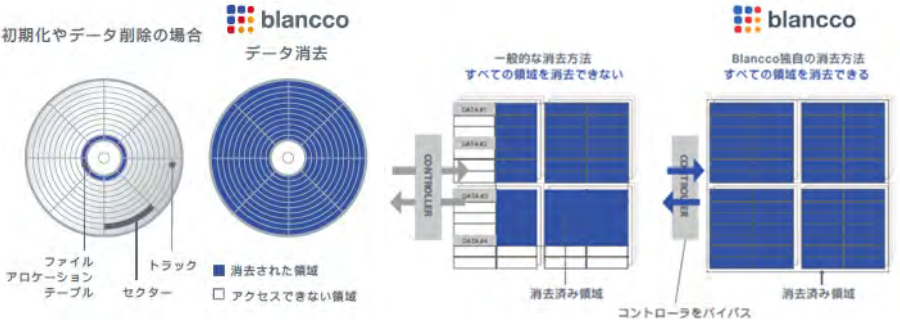 初期化やデータ削除の場合
blancco
データ消去
ファイル
アロケーション
テーブル
セクター
トラック
消去された領域
アクセスできない領域
一般的な消去方法
すべての領域を消去できない
DATA#1
DATA#2
DATA#3
DATA#4
CONTROLLER
消去済み領域
blancco
Blancco独自の消去方法
すべての領域を消去できる
CONTROLLER
消去済み領域
コントローラをバイパス